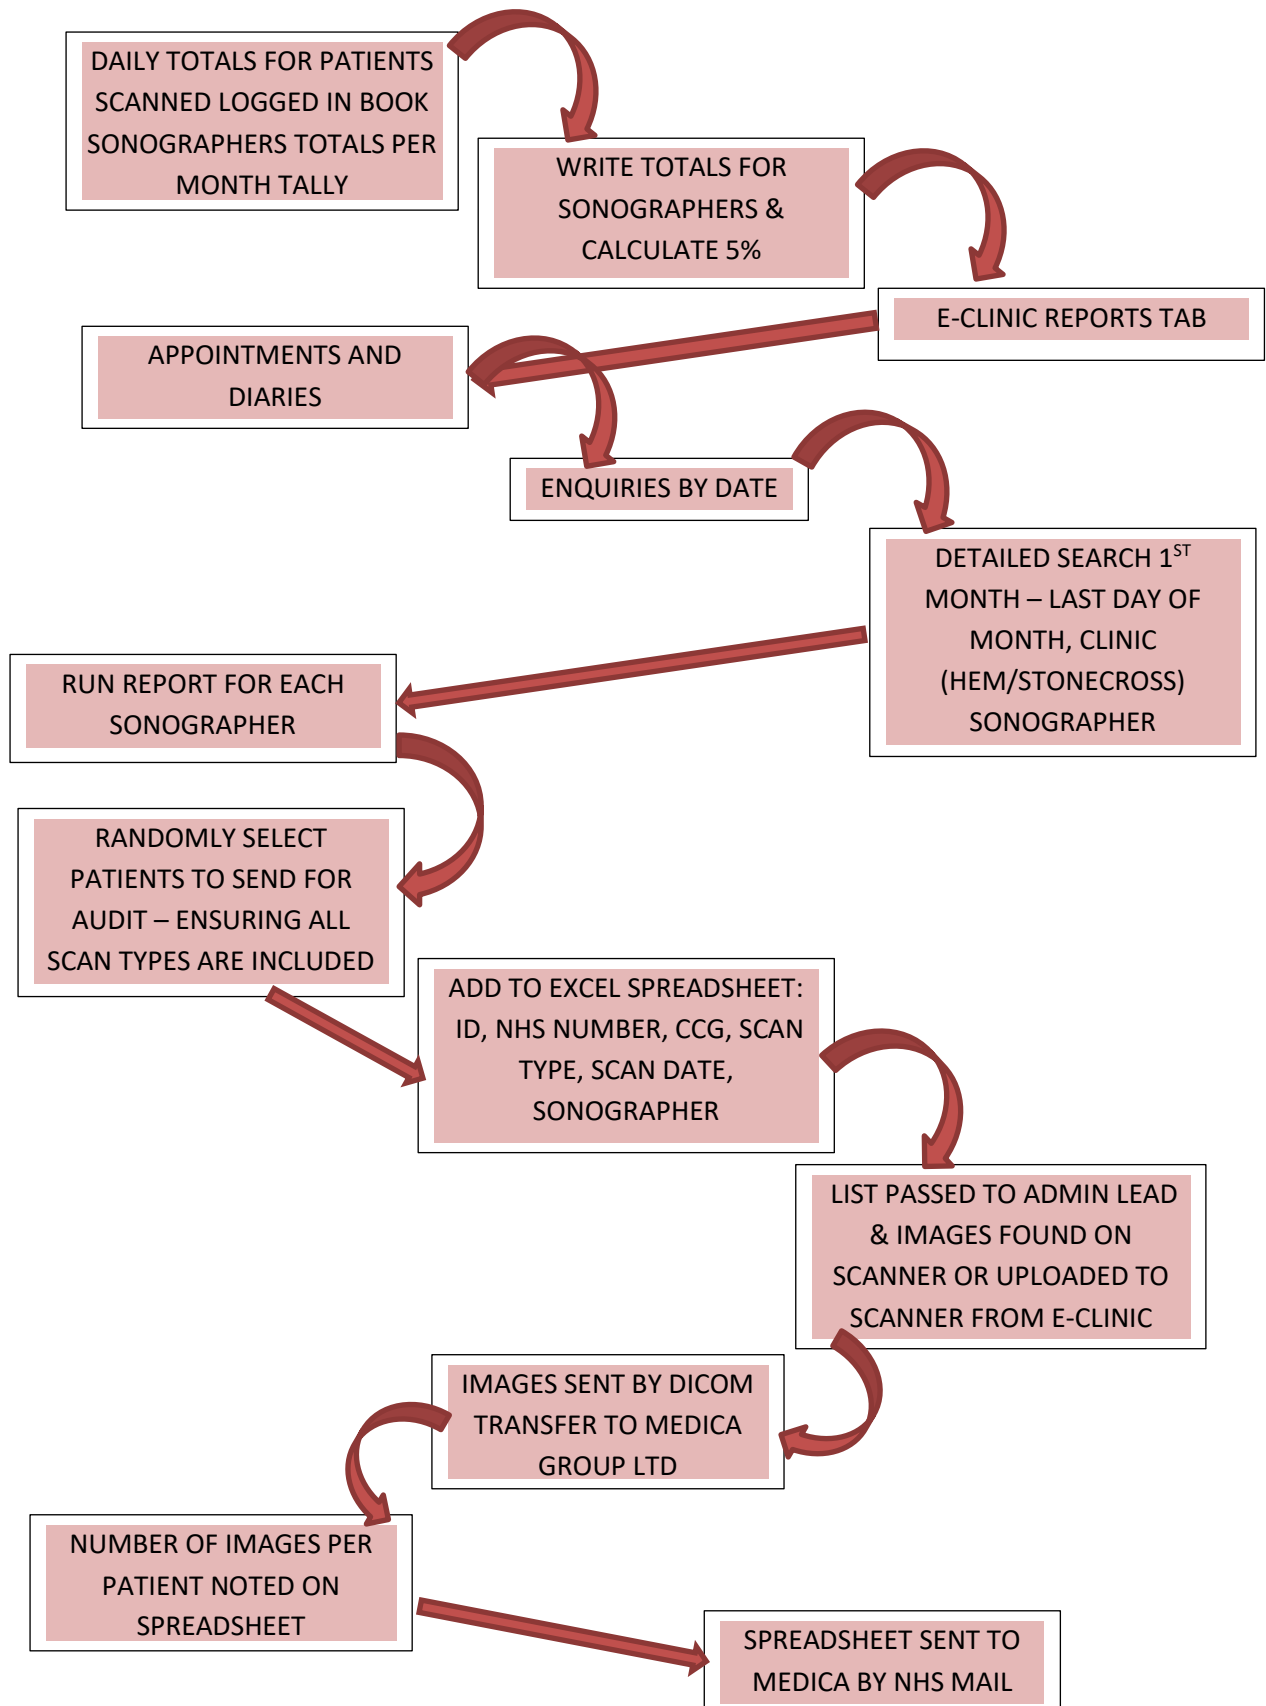 DAILY TOTALS FOR PATIENTS
SCANNED LOGGED IN BOOK
SONOGRAPHERS TOTALS PER
MONTH TALLY
WRITE TOTALS FOR
SONOGRAPHERS &
CALCULATE 5%
E-CLINIC REPORTS TAB
APPOINTMENTS AND
DIARIES
ENQUIRIES BY DATE
DETAILED SEARCH 1ST
MONTH – LAST DAY OF
MONTH, CLINIC
(HEM/STONECROSS)
SONOGRAPHER
RUN REPORT FOR EACH
SONOGRAPHER
RANDOMLY SELECT
PATIENTS TO SEND FOR
AUDIT – ENSURING ALL
SCAN TYPES ARE INCLUDED
ADD TO EXCEL SPREADSHEET:
ID, NHS NUMBER, CCG, SCAN
TYPE, SCAN DATE,
SONOGRAPHER
LIST PASSED TO ADMIN LEAD
& IMAGES FOUND ON
SCANNER OR UPLOADED TO
SCANNER FROM E-CLINIC
IMAGES SENT BY DICOM
TRANSFER TO MEDICA
GROUP LTD
NUMBER OF IMAGES PER
PATIENT NOTED ON
SPREADSHEET
SPREADSHEET SENT TO
MEDICA BY NHS MAIL